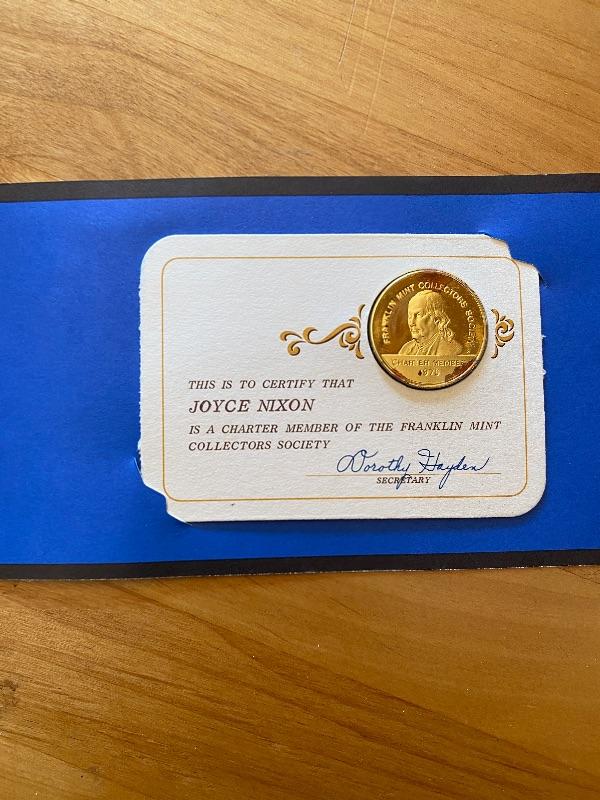 FRANKLIN MINT COLLECTORS SOCIETY
CHARTER MEMBER
THIS IS TO CERTIFY THAT
JOYCE NIXON
IS A CHARTER MEMBER OF THE FRANKLIN MINT
COLLECTORS SOCIETY
Dorothy Hayden
SECRETARY